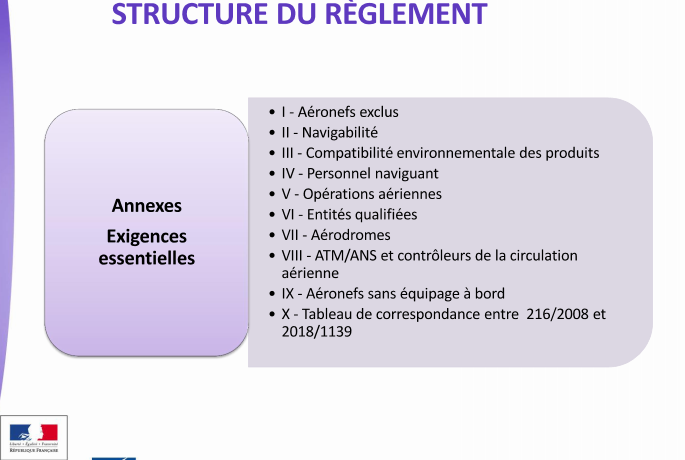 STRUCTURE DU RÈGLEMENT
Annexes
Exigences
essentielles
• I - Aéronefs exclus
• II - Navigabilité
• III - Compatibilité environnementale des produits
• IV - Personnel naviguant
• V - Opérations aériennes
• VI - Entités qualifiées
• VII - Aérodromes
• VIII - ATM/ANS et contrôleurs de la circulation
aérienne
• IX - Aéronefs sans équipage à bord
• X - Tableau de correspondance entre 216/2008 et
2018/1139
Liberté • Égalité • Fraternité
RÉPUBLIQUE FRANÇAISE